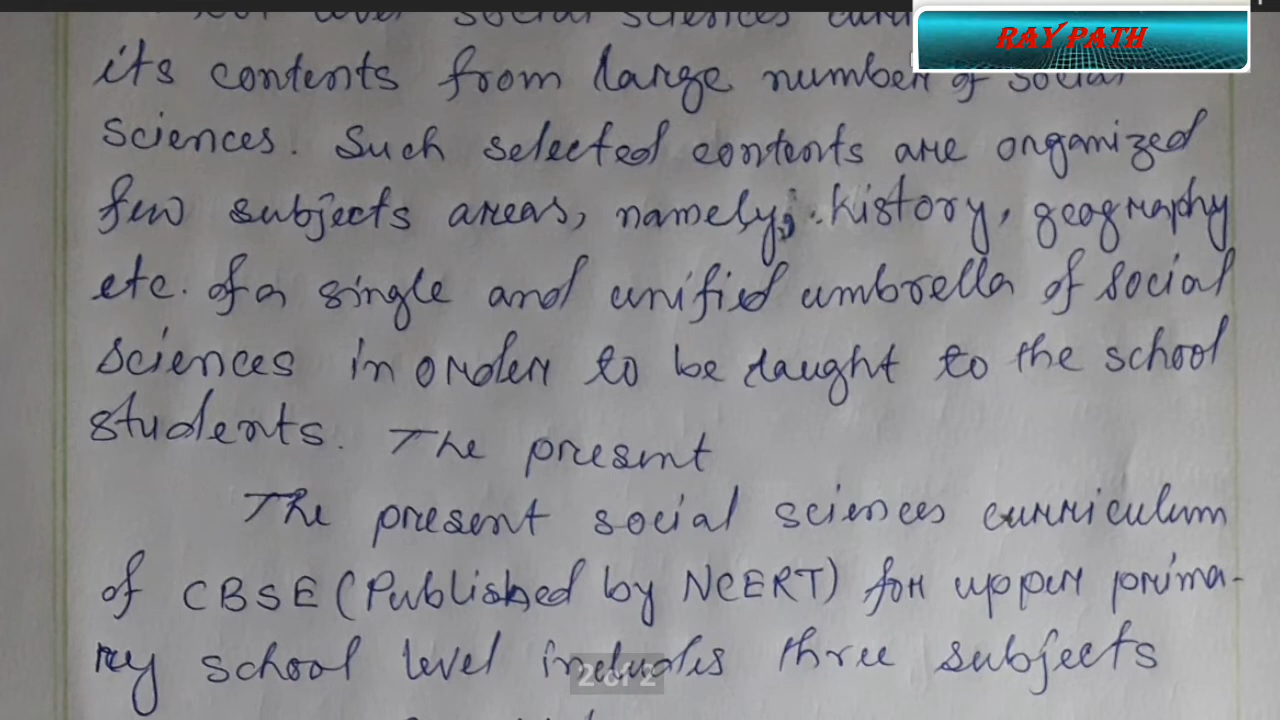 RAY PATH
level social sciences
its contents from large number of social
sciences. Such selected contents are organized
few subjects areas, namely, history, geography
etc. of a single and unified umbrella of social
sciences in order to be taught to the school
students. The present
The present social sciences curriculum
of CBSE (Published by NCERT) for upper prima-
ry school level includes three subjects
2 of 2